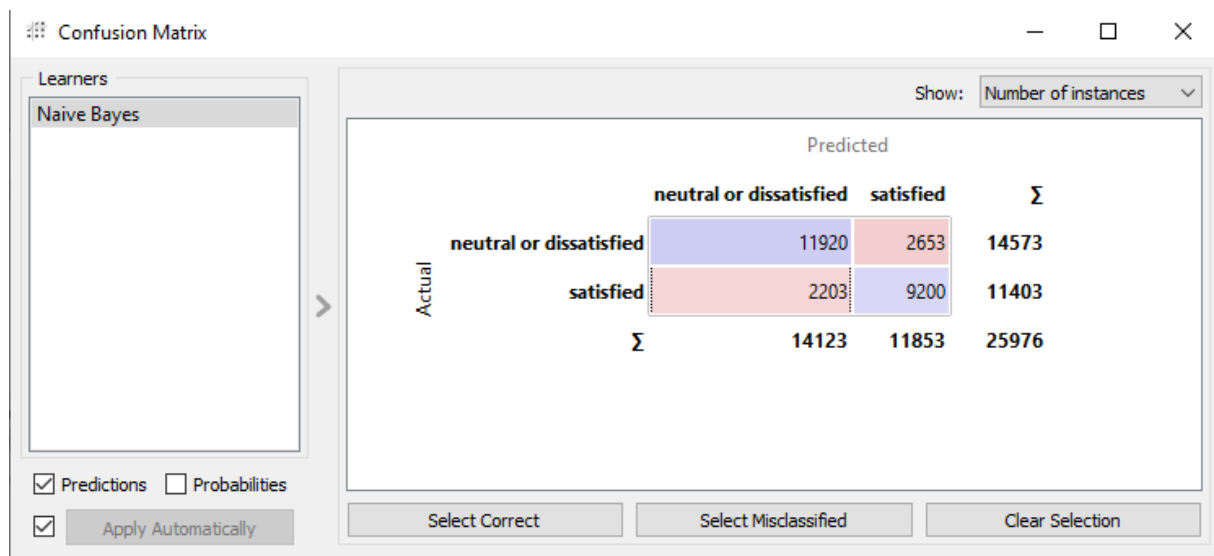 Confusion Matrix
Learners
Naive Bayes
Show: Number of instances
Predicted
neutral or dissatisfied satisfied Σ
Actual
neutral or dissatisfied 11920 2653 14573
satisfied 2203 9200 11403
Σ 14123 11853 25976
Predictions Probabilities
Apply Automatically
Select Correct Select Misclassified Clear Selection